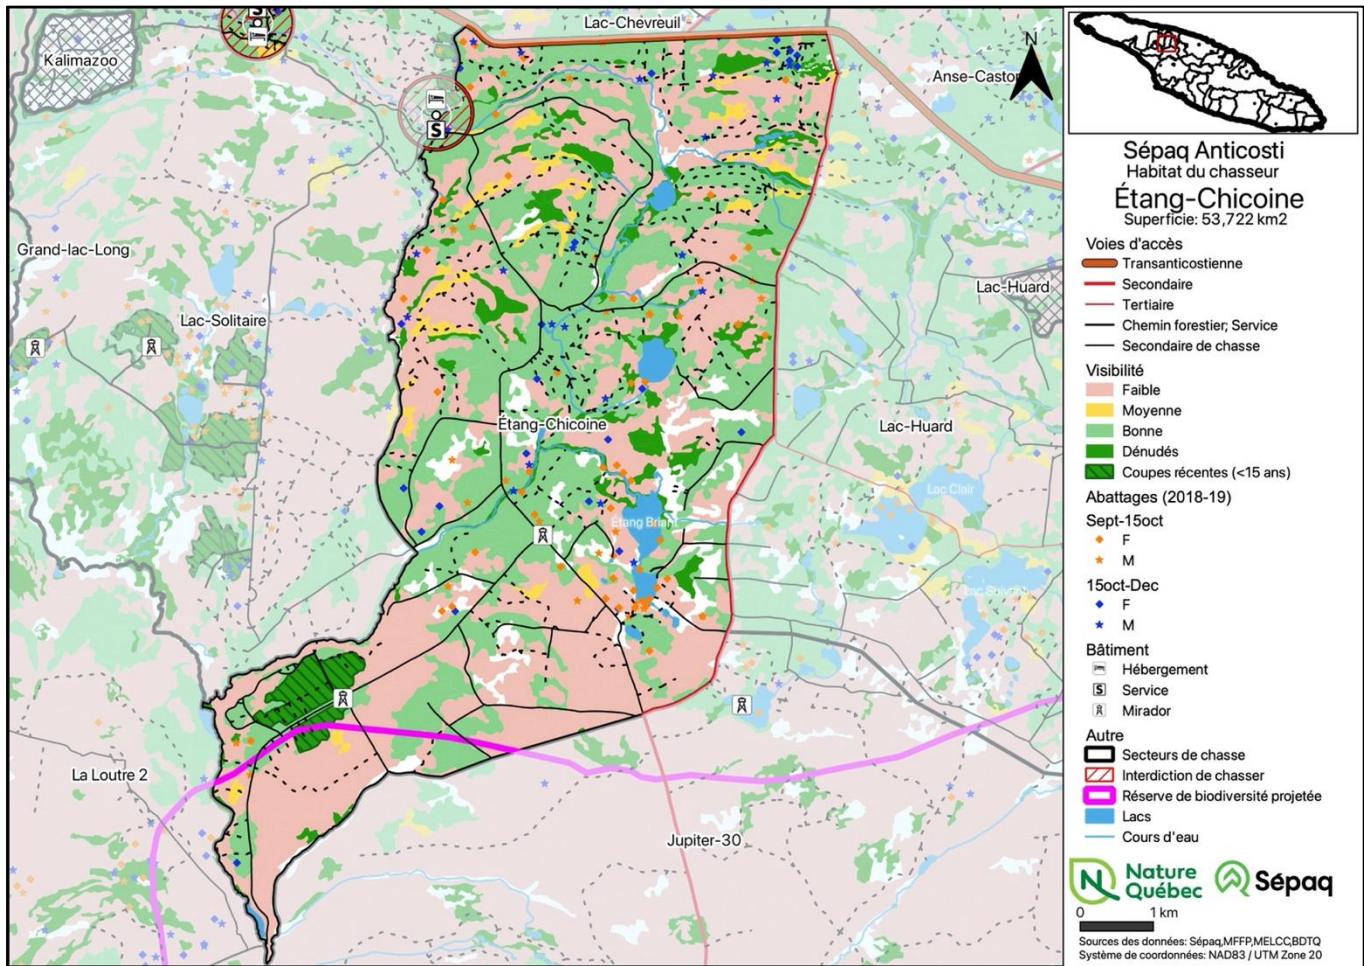 Lac-Chevreuil
Kalimazoo
S
S
N
Anse-Castor
Grand-lac-Long
Lac-Huard
Lac-Solitaire
Étang-Chicoine
Lac-Huard
Lac Clair
Étang Briant
La Loutre 2
Jupiter-30
Sépaq Anticosti
Habitat du chasseur
Étang-Chicoine
Superficie: 53,722 km2
Voies d'accès
Transanticostienne
Secondaire
Tertiaire
Chemin forestier; Service
Secondaire de chasse
Visibilité
Faible
Moyenne
Bonne
Dénudés
Coupes récentes (<15 ans)
Abattages (2018-19)
Sept-15oct
F
M
15oct-Dec
F
M
Bâtiment
Hébergement
S Service
Mirador
Autre
Secteurs de chasse
Interdiction de chasser
Réserve de biodiversité projetée
Lacs
Cours d'eau
Nature
Québec
Sépaq
0 1 km
Sources des données: Sépaq,MFFP,MELCC,BDTQ
Système de coordonnées: NAD83 / UTM Zone 20